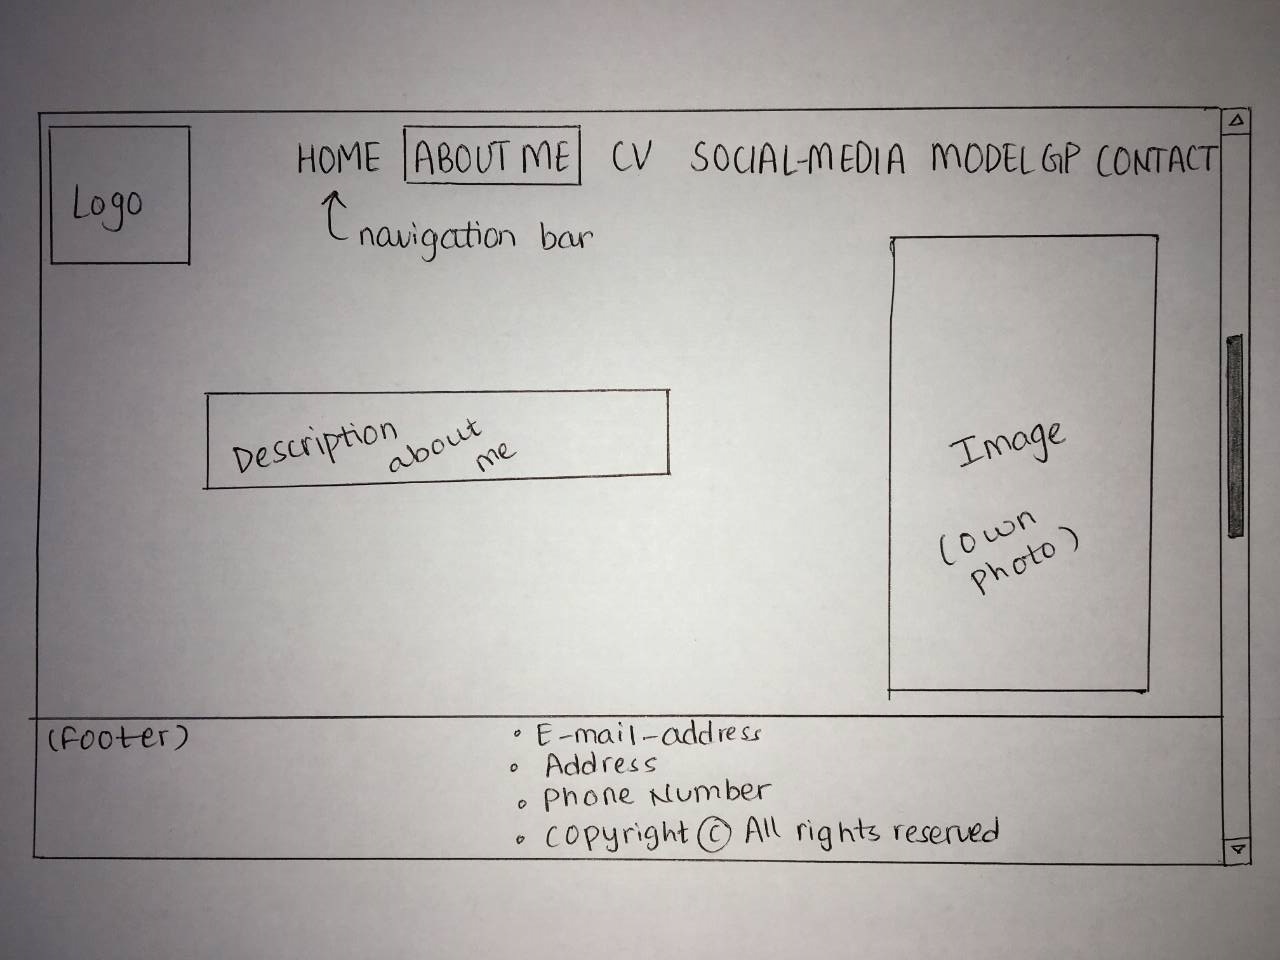 HOME ABOUT ME CV SOCIAL-MEDIA MODEL GIP CONTACT
Logo
navigation bar
Description
about
me
Image
(own
photo)
(footer)
• E-mail-address
• Address
• Phone Number
• Copyright © All rights reserved